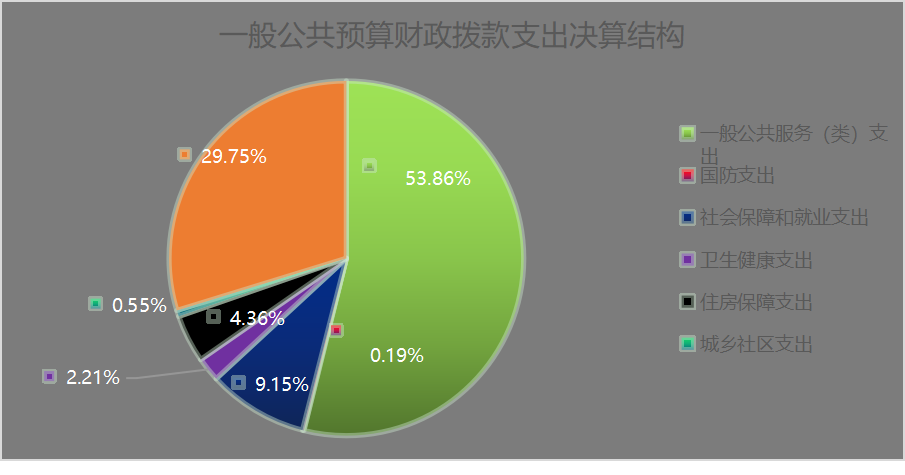 一般公共预算财政拨款支出决算结构
29.75%
53.86%
0.55%
4.36%
0.19%
2.21%
9.15%
一般公共服务（类）支
出
国防支出
社会保障和就业支出
卫生健康支出
住房保障支出
城乡社区支出